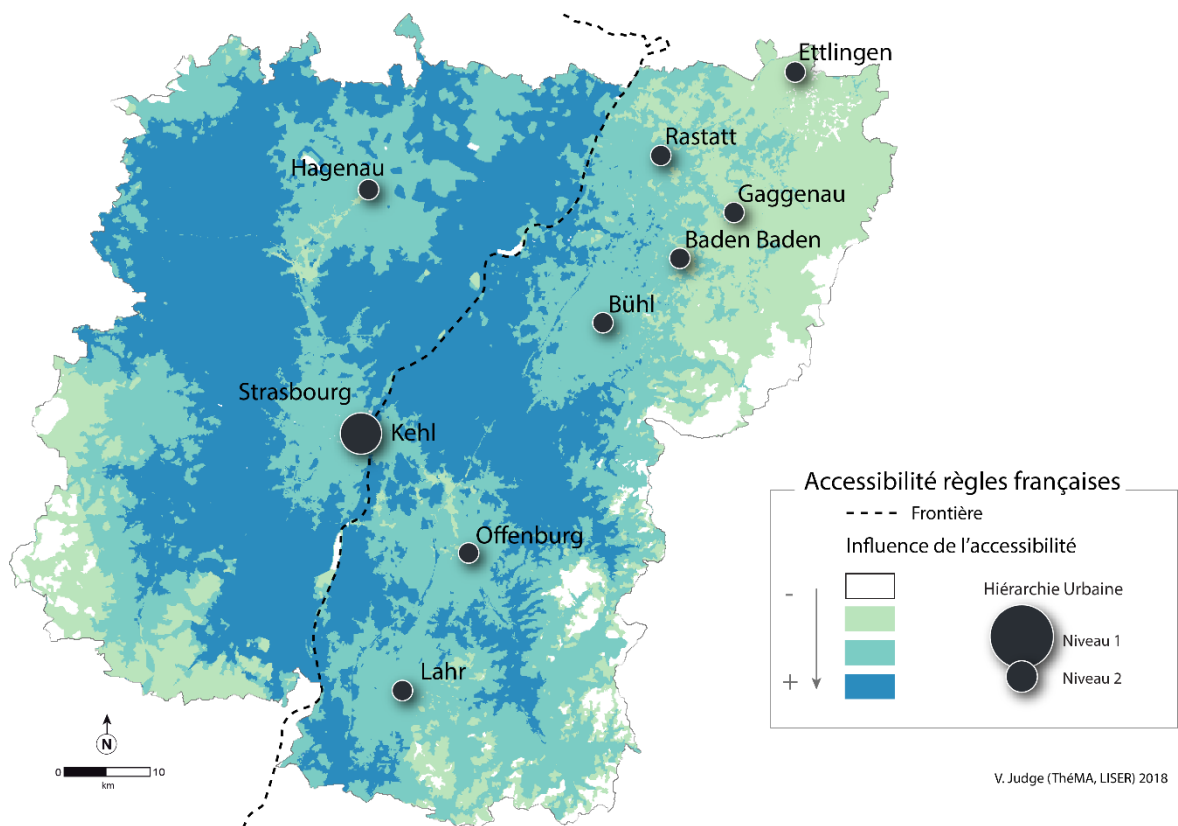 Ettlingen
Rastatt
Hagenau
Gaggenau
Baden Baden
Bühl
Strasbourg
Kehl
Offenburg
Lahr
Accessibilité règles françaises
Frontière
Influence de l'accessibilité
-
+
Hiérarchie Urbaine
Niveau 1
Niveau 2
N
0 10
km
V. Judge (ThéMA, LISER) 2018